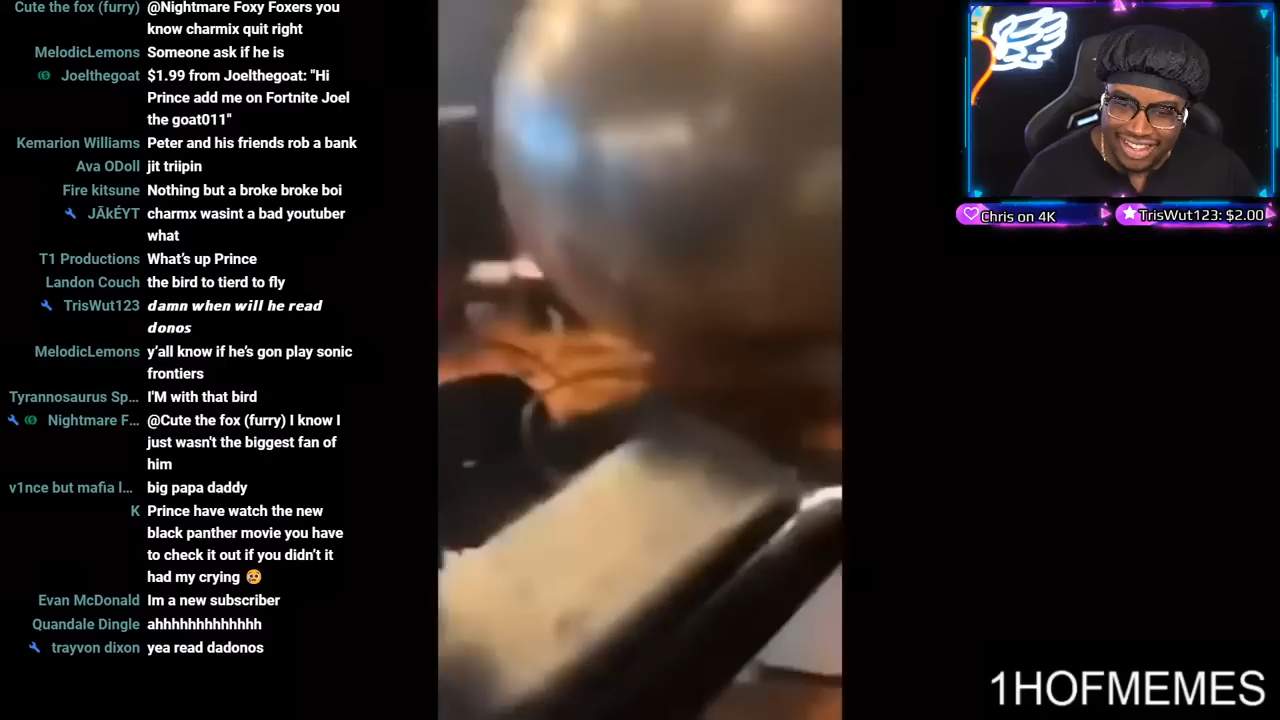 Cute the fox (furry) @Nightmare Foxy Foxers you
know charmix quit right
MelodicLemons Someone ask if he is
Joelthegoat $1.99 from Joelthegoat: "Hi
Prince add me on Fortnite Joel
the goat011"
Kemarion Williams Peter and his friends rob a bank
Ava ODoll jit triipin
Fire kitsune Nothing but a broke broke boi
JÃkÉYT charmx wasint a bad youtuber
what
T1 Productions What's up Prince
Landon Couch the bird to tierd to fly
TrisWut123 damn when will he read
donos
MelodicLemons y'all know if he's gon play sonic
frontiers
Tyrannosaurus Sp... I'M with that bird
Nightmare F... @Cute the fox (furry) I know I
just wasn't the biggest fan of
him
v1nce but mafia l... big papa daddy
K Prince have watch the new
black panther movie you have
to check it out if you didn't it
had my crying 🥲
Evan McDonald Im a new subscriber
Quandale Dingle ahhhhhhhhhhhhh
trayvon dixon yea read dadonos
Chris on 4K
TrisWut123: $2.00
1HOFMEMES